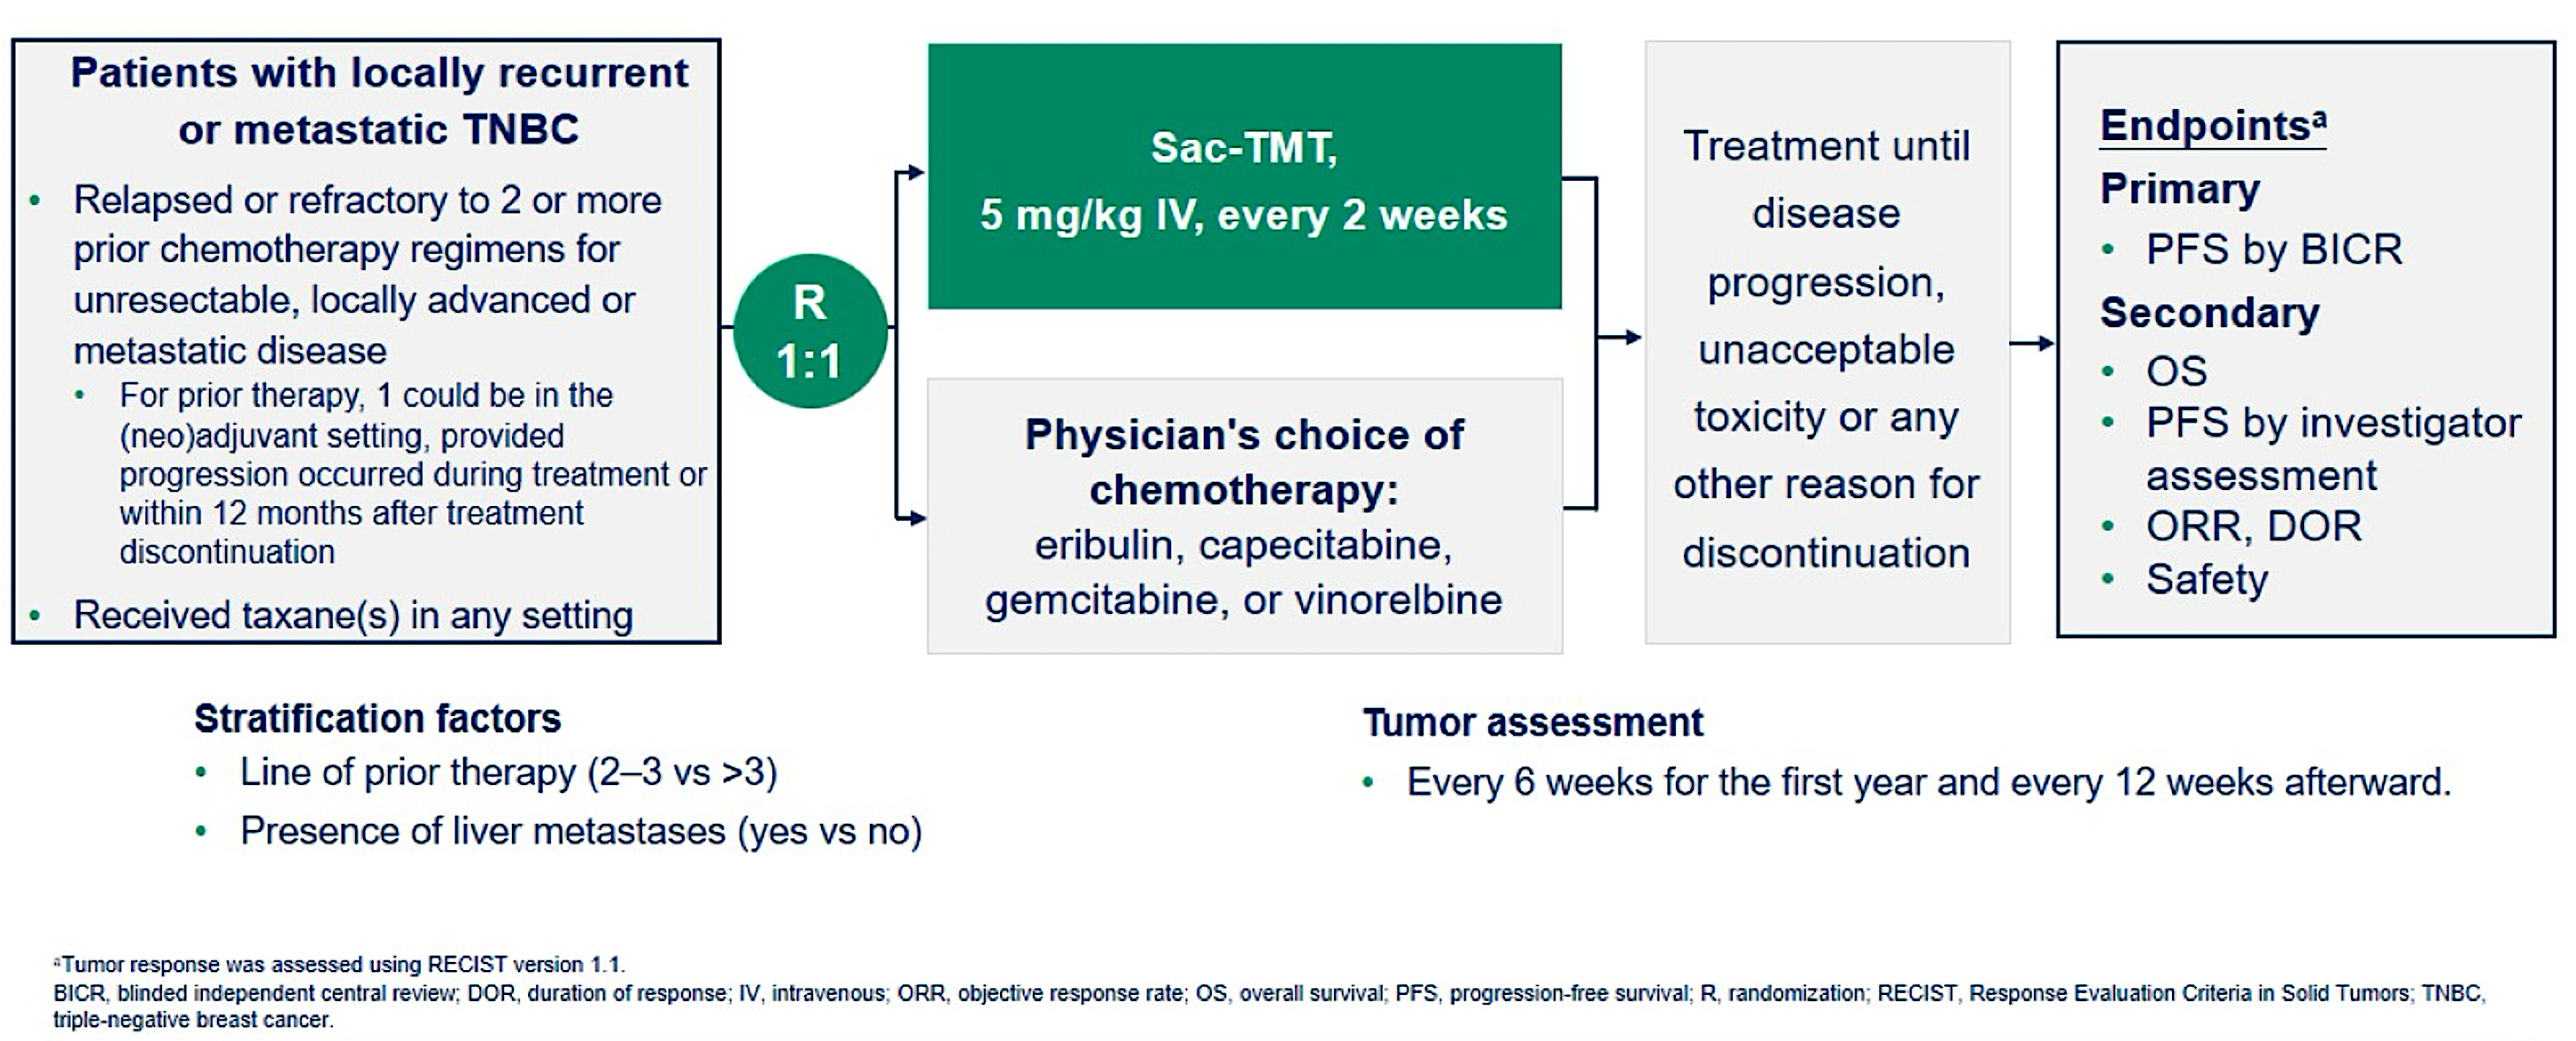 Patients with locally recurrent
or metastatic TNBC
• Relapsed or refractory to 2 or more
prior chemotherapy regimens for
unresectable, locally advanced or
metastatic disease
• For prior therapy, 1 could be in the
(neo)adjuvant setting, provided
progression occurred during treatment or
within 12 months after treatment
discontinuation
• Received taxane(s) in any setting
R
1:1
Sac-TMT,
5 mg/kg IV, every 2 weeks
Physician's choice of
chemotherapy:
eribulin, capecitabine,
gemcitabine, or vinorelbine
Treatment until
disease
progression,
unacceptable
toxicity or any
other reason for
discontinuation
Endpointsᵃ
Primary
• PFS by BICR
Secondary
• OS
• PFS by investigator
assessment
• ORR, DOR
• Safety
Stratification factors
• Line of prior therapy (2–3 vs >3)
• Presence of liver metastases (yes vs no)
Tumor assessment
• Every 6 weeks for the first year and every 12 weeks afterward.
ᵃTumor response was assessed using RECIST version 1.1.
BICR, blinded independent central review; DOR, duration of response; IV, intravenous; ORR, objective response rate; OS, overall survival; PFS, progression-free survival; R, randomization; RECIST, Response Evaluation Criteria in Solid Tumors; TNBC,
triple-negative breast cancer.